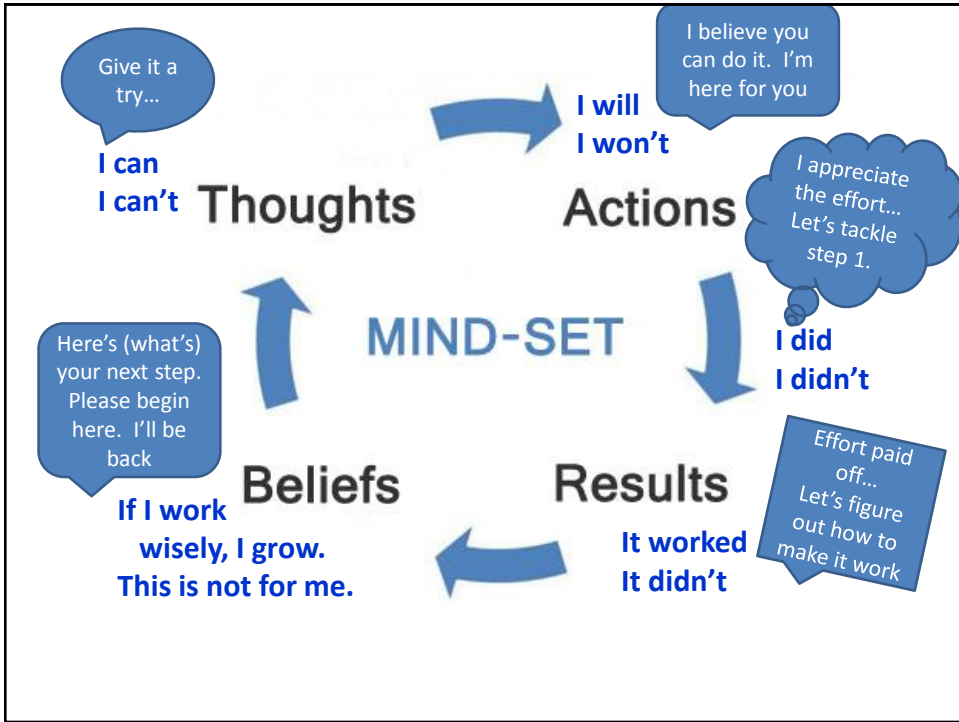 Give it a
try…
I can
I can't
Thoughts
I believe you
can do it.  I'm
here for you
I will
I won't
Actions
I appreciate
the effort…
Let's tackle
step 1.
I did
I didn't
MIND-SET
Effort paid
off…
Let's figure
out how to
make it work
Results
It worked
It didn't
Here's (what's)
your next step.
Please begin
here.  I'll be
back
Beliefs
If I work
wisely, I grow.
This is not for me.